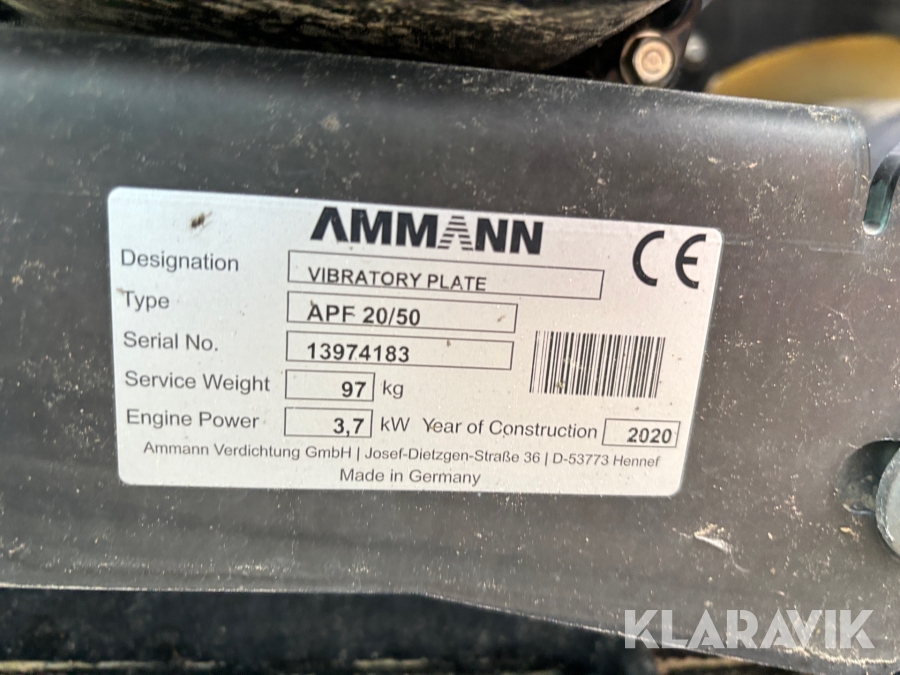 AMMANN
CE
Designation VIBRATORY PLATE
Type APF 20/50
Serial No. 13974183
Service Weight 97 kg
Engine Power 3,7 kW Year of Construction 2020
Ammann Verdichtung GmbH | Josef-Dietzgen-Straße 36 | D-53773 Hennef
Made in Germany
KLARAVIK